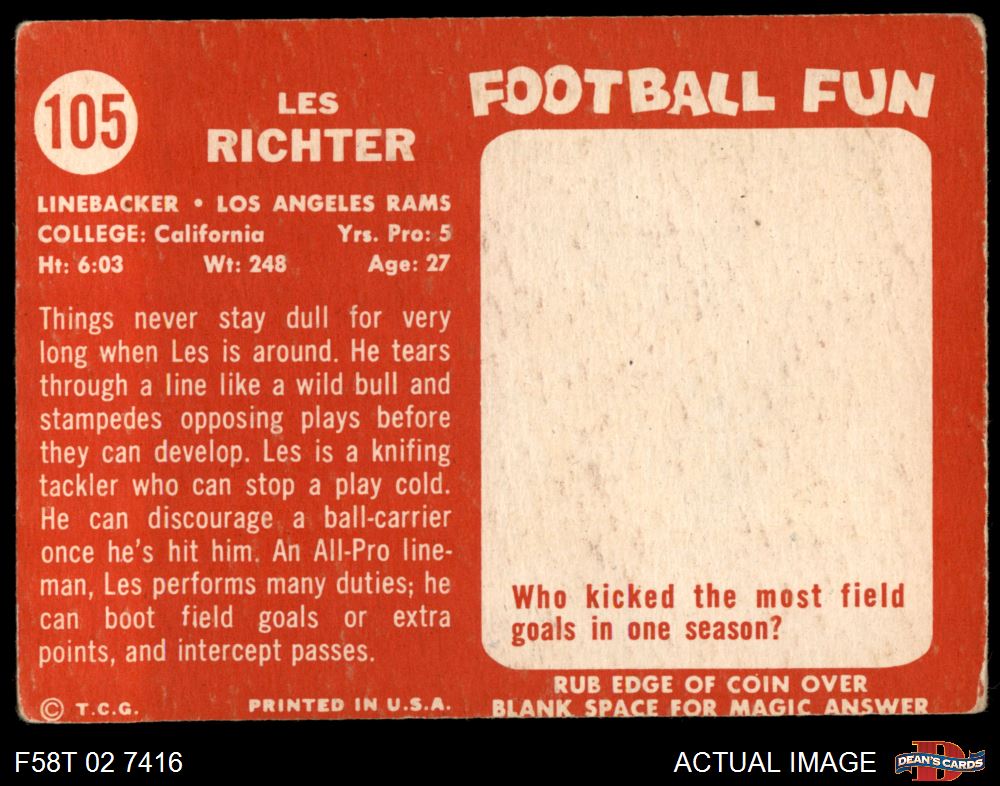 105
LES
RICHTER
LINEBACKER • LOS ANGELES RAMS
COLLEGE: California Yrs. Pro: 5
Ht: 6:03 Wt: 248 Age: 27
Things never stay dull for very
long when Les is around. He tears
through a line like a wild bull and
stampedes opposing plays before
they can develop. Les is a knifing
tackler who can stop a play cold.
He can discourage a ball-carrier
once he's hit him. An All-Pro line-
man, Les performs many duties; he
can boot field goals or extra
points, and intercept passes.
© T.C.G. PRINTED IN U.S.A.
FOOTBALL FUN
Who kicked the most field
goals in one season?
RUB EDGE OF COIN OVER
BLANK SPACE FOR MAGIC ANSWER
F58T 02 7416
ACTUAL IMAGE
D
DEAN'S CARDS